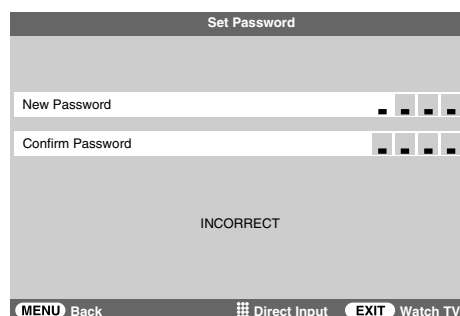 Set Password
New Password - - - -
Confirm Password - - - -
INCORRECT
MENU Back Direct Input EXIT Watch TV